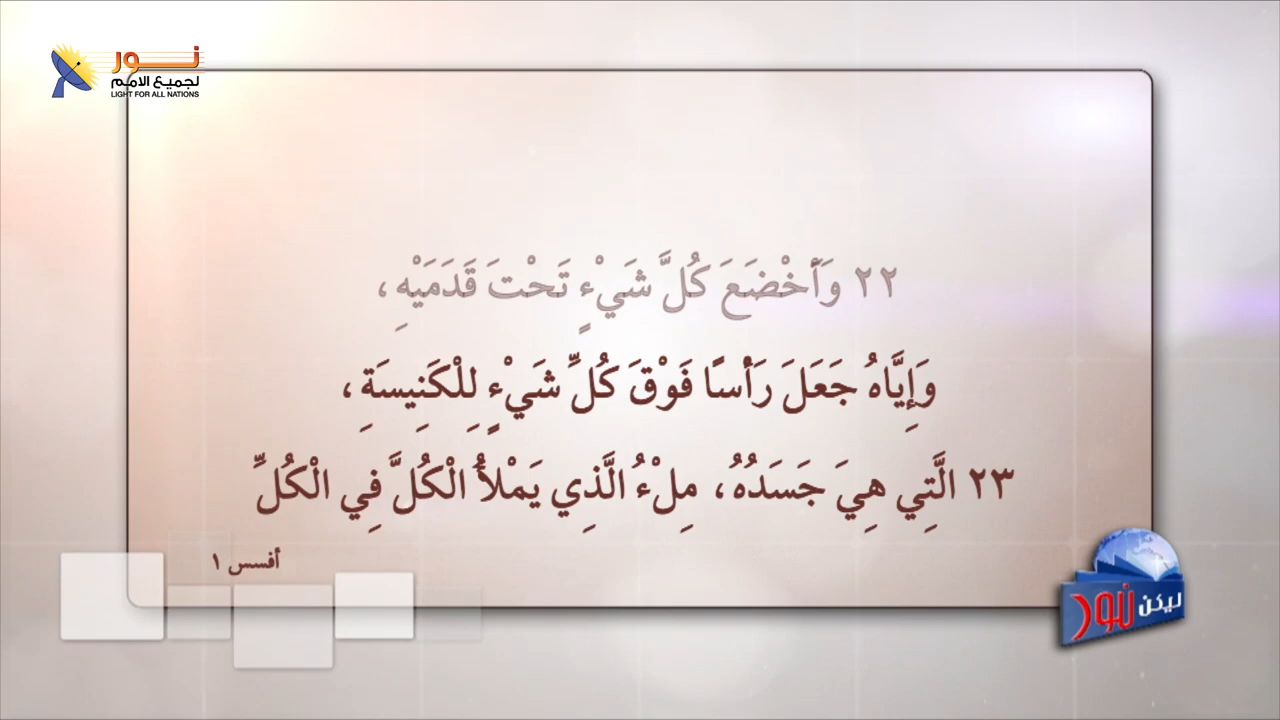 نـــور
لجميع الامم
LIGHT FOR ALL NATIONS
٢٢ وَأَخْضَعَ كُلَّ شَيْءٍ تَحْتَ قَدَمَيْهِ،
وَإِيَّاهُ جَعَلَ رَأْسًا فَوْقَ كُلِّ شَيْءٍ لِلْكَنِيسَةِ،
٢٣ الَّتِي هِيَ جَسَدُهُ، مِلْءُ الَّذِي يَمْلأُ الْكُلَّ فِي الْكُلِّ
أفسس ١
ليكن نور